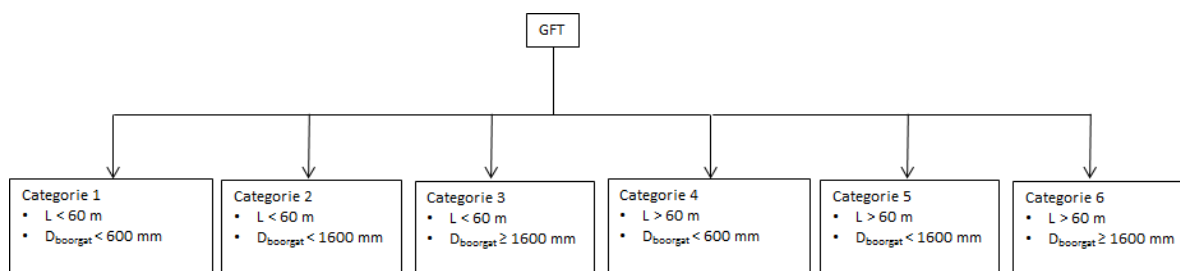 GFT
Categorie 1
• L < 60 m
• Dboorgat < 600 mm
Categorie 2
• L < 60 m
• Dboorgat < 1600 mm
Categorie 3
• L < 60 m
• Dboorgat ≥ 1600 mm
Categorie 4
• L > 60 m
• Dboorgat < 600 mm
Categorie 5
• L > 60 m
• Dboorgat < 1600 mm
Categorie 6
• L > 60 m
• Dboorgat ≥ 1600 mm